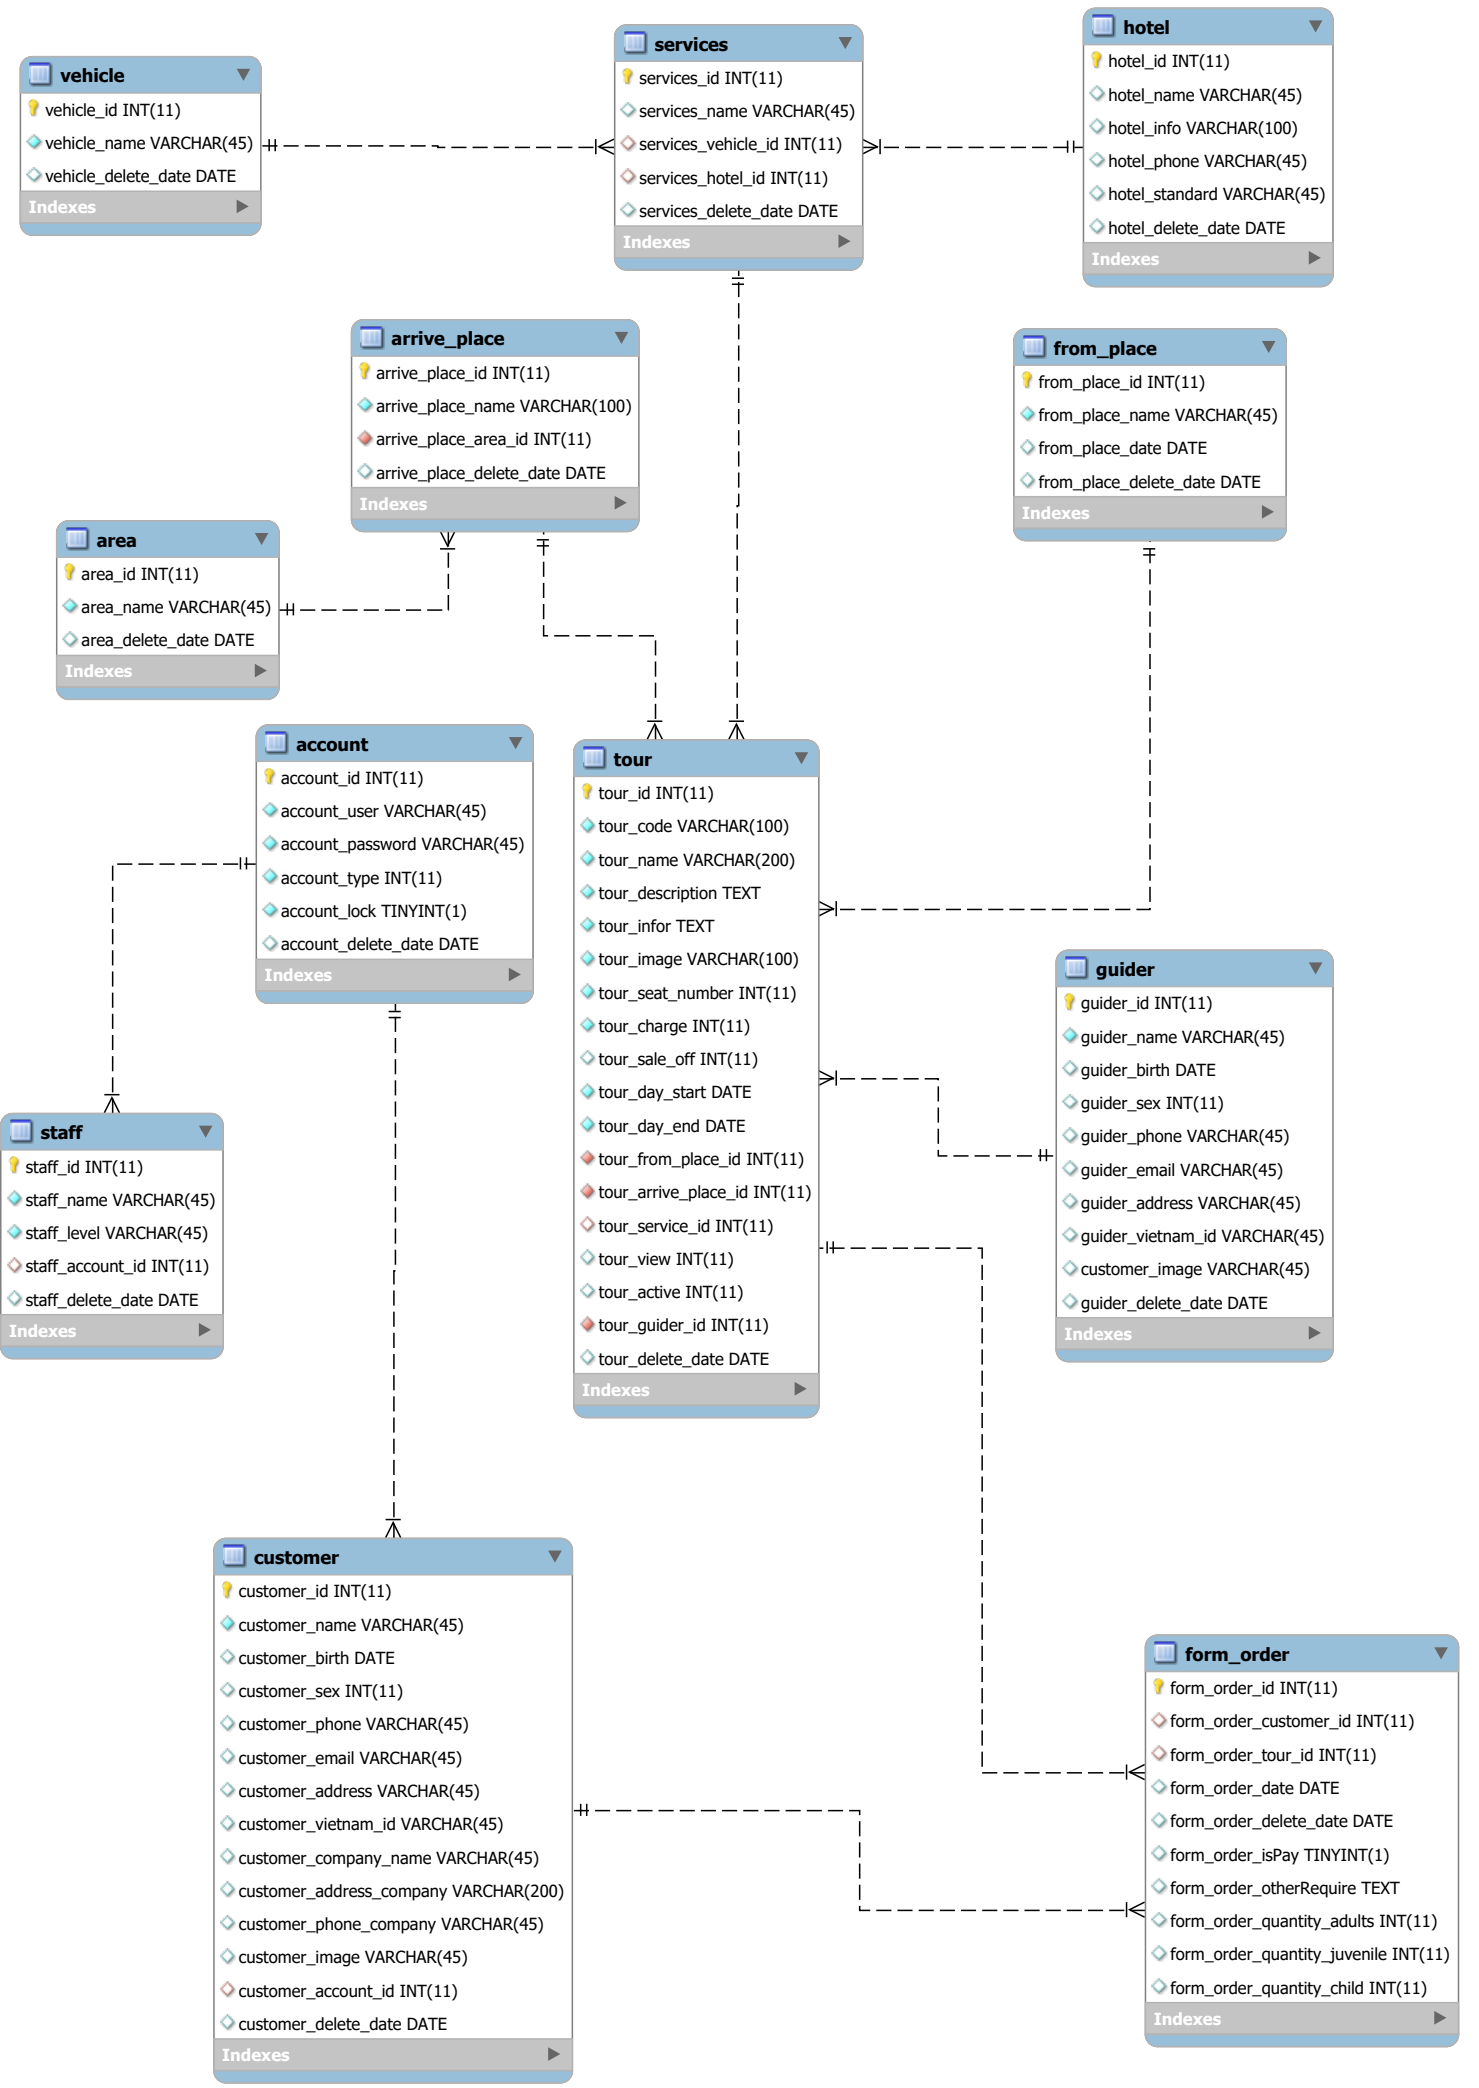 vehicle
vehicle_id INT(11)
vehicle_name VARCHAR(45)
vehicle_delete_date DATE
Indexes
services
services_id INT(11)
services_name VARCHAR(45)
services_vehicle_id INT(11)
services_hotel_id INT(11)
services_delete_date DATE
Indexes
hotel
hotel_id INT(11)
hotel_name VARCHAR(45)
hotel_info VARCHAR(100)
hotel_phone VARCHAR(45)
hotel_standard VARCHAR(45)
hotel_delete_date DATE
Indexes
arrive_place
arrive_place_id INT(11)
arrive_place_name VARCHAR(100)
arrive_place_area_id INT(11)
arrive_place_delete_date DATE
Indexes
from_place
from_place_id INT(11)
from_place_name VARCHAR(45)
from_place_date DATE
from_place_delete_date DATE
Indexes
area
area_id INT(11)
area_name VARCHAR(45)
area_delete_date DATE
Indexes
account
account_id INT(11)
account_user VARCHAR(45)
account_password VARCHAR(45)
account_type INT(11)
account_lock TINYINT(1)
account_delete_date DATE
Indexes
tour
tour_id INT(11)
tour_code VARCHAR(100)
tour_name VARCHAR(200)
tour_description TEXT
tour_infor TEXT
tour_image VARCHAR(100)
tour_seat_number INT(11)
tour_charge INT(11)
tour_sale_off INT(11)
tour_day_start DATE
tour_day_end DATE
tour_from_place_id INT(11)
tour_arrive_place_id INT(11)
tour_service_id INT(11)
tour_view INT(11)
tour_active INT(11)
tour_guider_id INT(11)
tour_delete_date DATE
Indexes
guider
guider_id INT(11)
guider_name VARCHAR(45)
guider_birth DATE
guider_sex INT(11)
guider_phone VARCHAR(45)
guider_email VARCHAR(45)
guider_address VARCHAR(45)
guider_vietnam_id VARCHAR(45)
customer_image VARCHAR(45)
guider_delete_date DATE
Indexes
staff
staff_id INT(11)
staff_name VARCHAR(45)
staff_level VARCHAR(45)
staff_account_id INT(11)
staff_delete_date DATE
Indexes
customer
customer_id INT(11)
customer_name VARCHAR(45)
customer_birth DATE
customer_sex INT(11)
customer_phone VARCHAR(45)
customer_email VARCHAR(45)
customer_address VARCHAR(45)
customer_vietnam_id VARCHAR(45)
customer_company_name VARCHAR(45)
customer_address_company VARCHAR(200)
customer_phone_company VARCHAR(45)
customer_image VARCHAR(45)
customer_account_id INT(11)
customer_delete_date DATE
Indexes
form_order
form_order_id INT(11)
form_order_customer_id INT(11)
form_order_tour_id INT(11)
form_order_date DATE
form_order_delete_date DATE
form_order_isPay TINYINT(1)
form_order_otherRequire TEXT
form_order_quantity_adults INT(11)
form_order_quantity_juvenile INT(11)
form_order_quantity_child INT(11)
Indexes